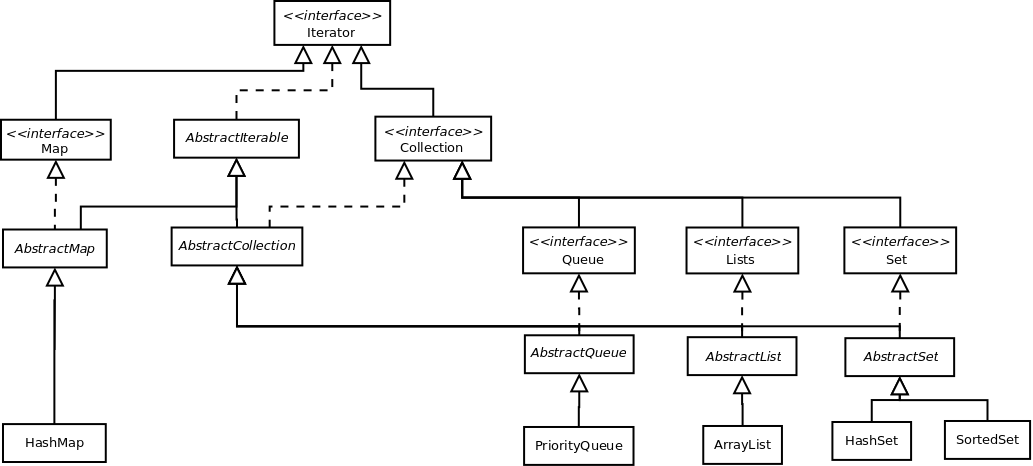 <<interface>>
Iterator
<<interface>>
Map
AbstractIterable
<<interface>>
Collection
AbstractMap
AbstractCollection
<<interface>>
Queue
<<interface>>
Lists
<<interface>>
Set
AbstractQueue
AbstractList
AbstractSet
HashMap
PriorityQueue
ArrayList
HashSet
SortedSet